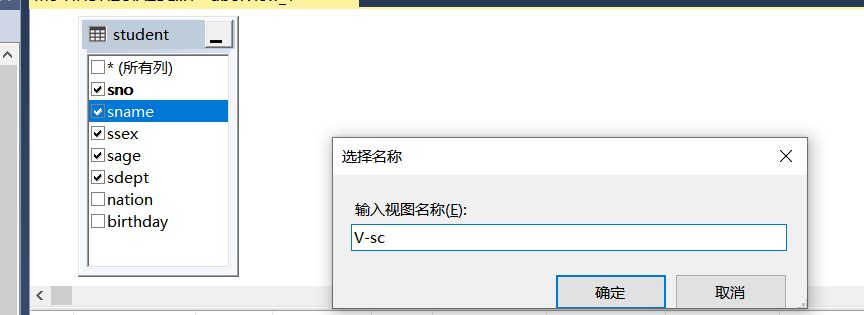 student
* (所有列)
sno
sname
ssex
sage
sdept
nation
birthday
选择名称
输入视图名称(E):
V-sc
确定
取消